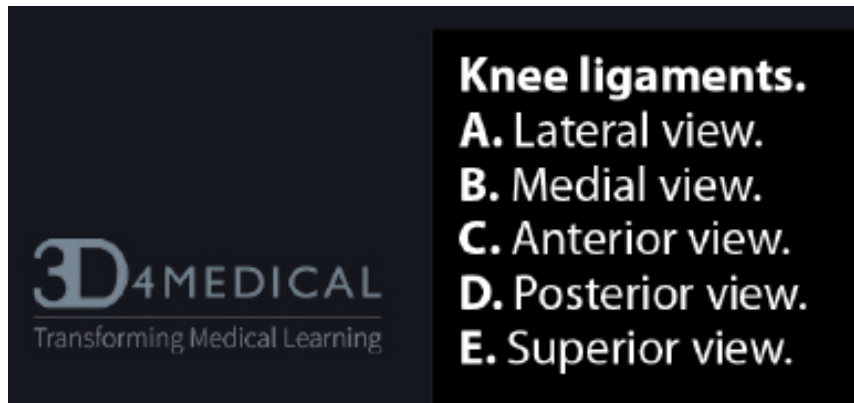 3D4MEDICAL
Transforming Medical Learning
Knee ligaments.
A. Lateral view.
B. Medial view.
C. Anterior view.
D. Posterior view.
E. Superior view.